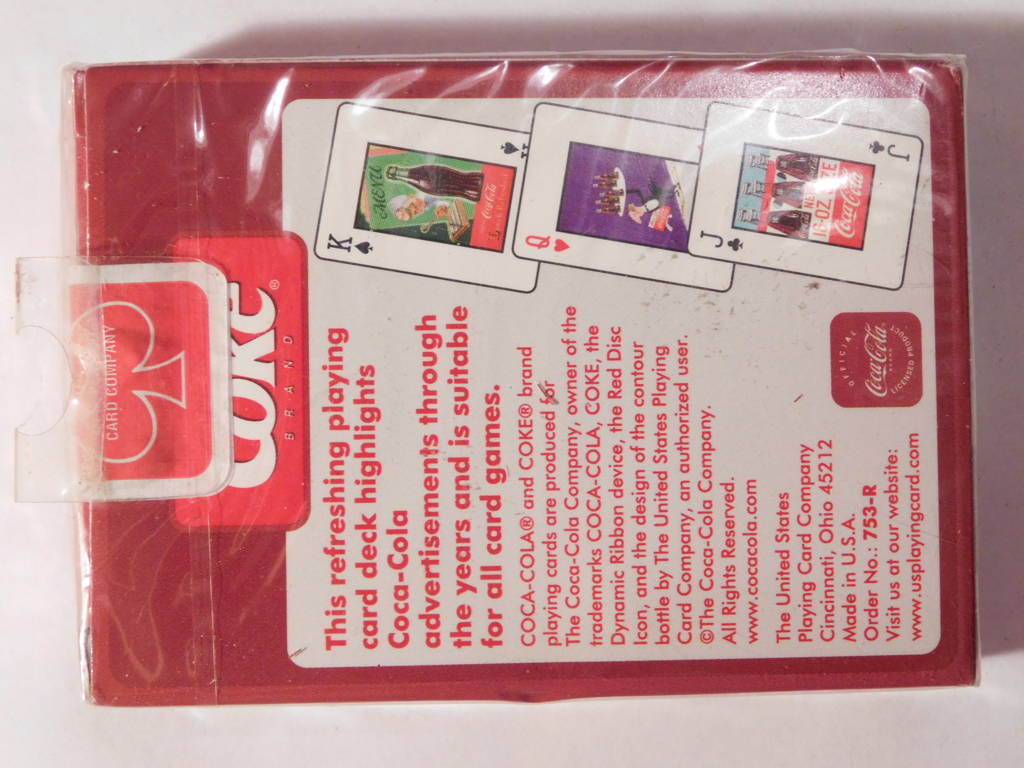 COKE®
BRAND
This refreshing playing
card deck highlights
Coca-Cola
advertisements through
the years and is suitable
for all card games.
COCA-COLA® and COKE® brand
playing cards are produced for
The Coca-Cola Company, owner of the
trademarks COCA-COLA, COKE, the
Dynamic Ribbon device, the Red Disc
Icon, and the design of the contour
bottle by The United States Playing
Card Company, an authorized user.
©The Coca-Cola Company.
All Rights Reserved.
www.cocacola.com
The United States
Playing Card Company
Cincinnati, Ohio 45212
Made in U.S.A.
Order No.: 753-R
Visit us at our website:
www.usplayingcard.com
OFFICIAL
Coca-Cola
BRAND
LICENSED PRODUCT
K
MENU
Coca-Cola
K
Q
J
NEW
16-OZ. SIZE
Coca-Cola
J
CARD COMPANY